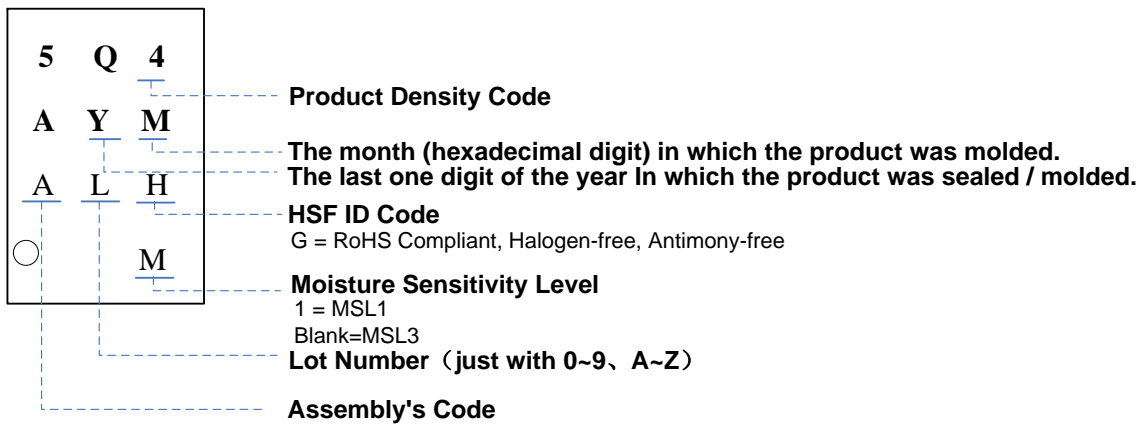 5 Q 4
Product Density Code
A Y M
The month (hexadecimal digit) in which the product was molded.
The last one digit of the year In which the product was sealed / molded.
A L H
HSF ID Code
G = RoHS Compliant, Halogen-free, Antimony-free
M
Moisture Sensitivity Level
1 = MSL1
Blank=MSL3
Lot Number（just with 0~9、A~Z）
Assembly's Code